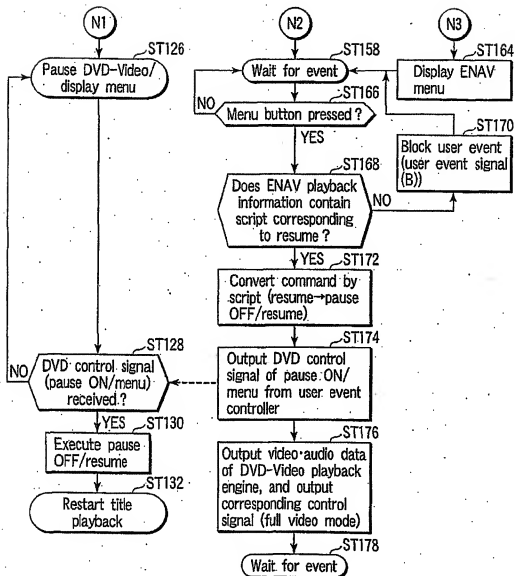 N1
ST126
Pause DVD-Video/
display menu
ST128
DVD control signal
(pause ON/menu)
received?
NO
YES
ST130
Execute pause
OFF/resume
ST132
Restart title
playback
N2
ST158
Wait for event
ST166
Menu button pressed?
NO
YES
ST168
Does ENAV playback
information contain
script corresponding
to resume?
NO
YES
ST172
Convert command by
script (resume→pause
OFF/resume)
ST174
Output DVD control
signal of pause ON/
menu from user event
controller
ST176
Output video·audio data
of DVD-Video playback
engine, and output
corresponding control
signal (full video mode)
ST178
Wait for event
N3
ST164
Display ENAV
menu
ST170
Block user event
(user event signal
(B))